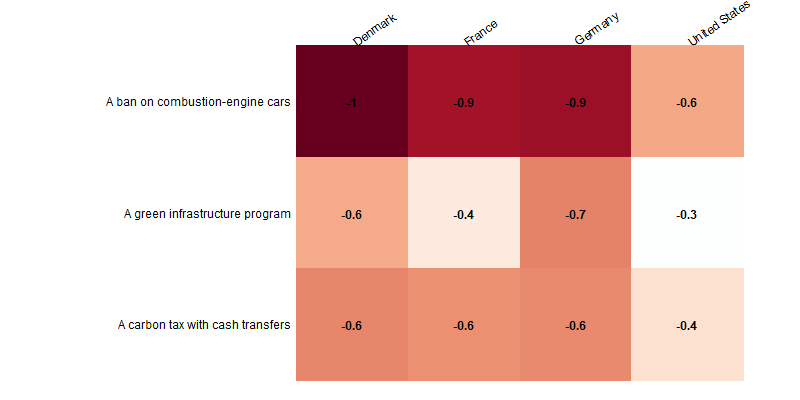 Denmark France Germany United States
A ban on combustion-engine cars -1 -0.9 -0.9 -0.6
A green infrastructure program -0.6 -0.4 -0.7 -0.3
A carbon tax with cash transfers -0.6 -0.6 -0.6 -0.4